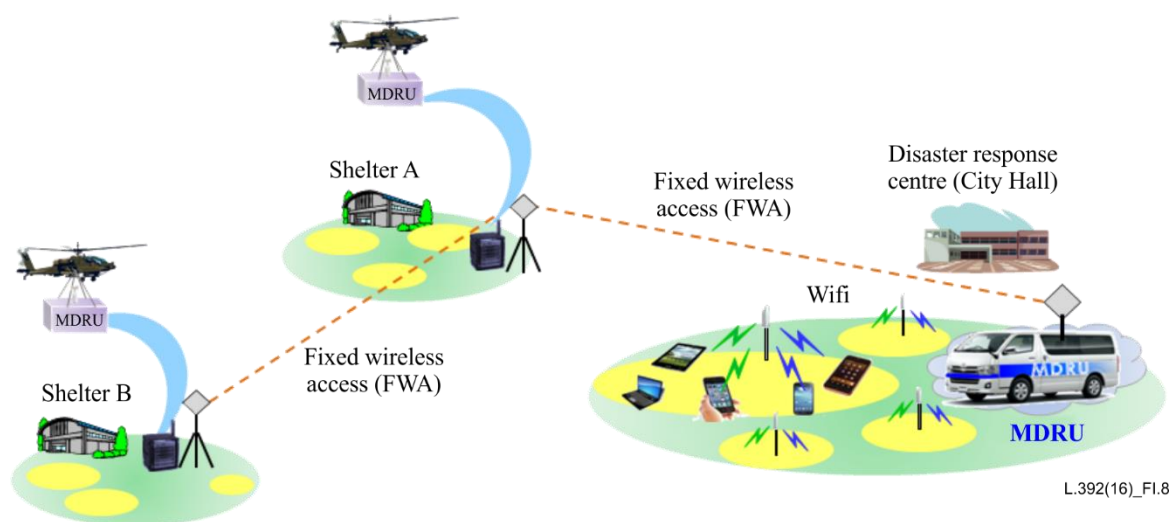 MDRU
Shelter A
Disaster response
centre (City Hall)
Fixed wireless
access (FWA)
MDRU
Wifi
Fixed wireless
access (FWA)
Shelter B
MDRU
MDRU
L.392(16)_FI.8